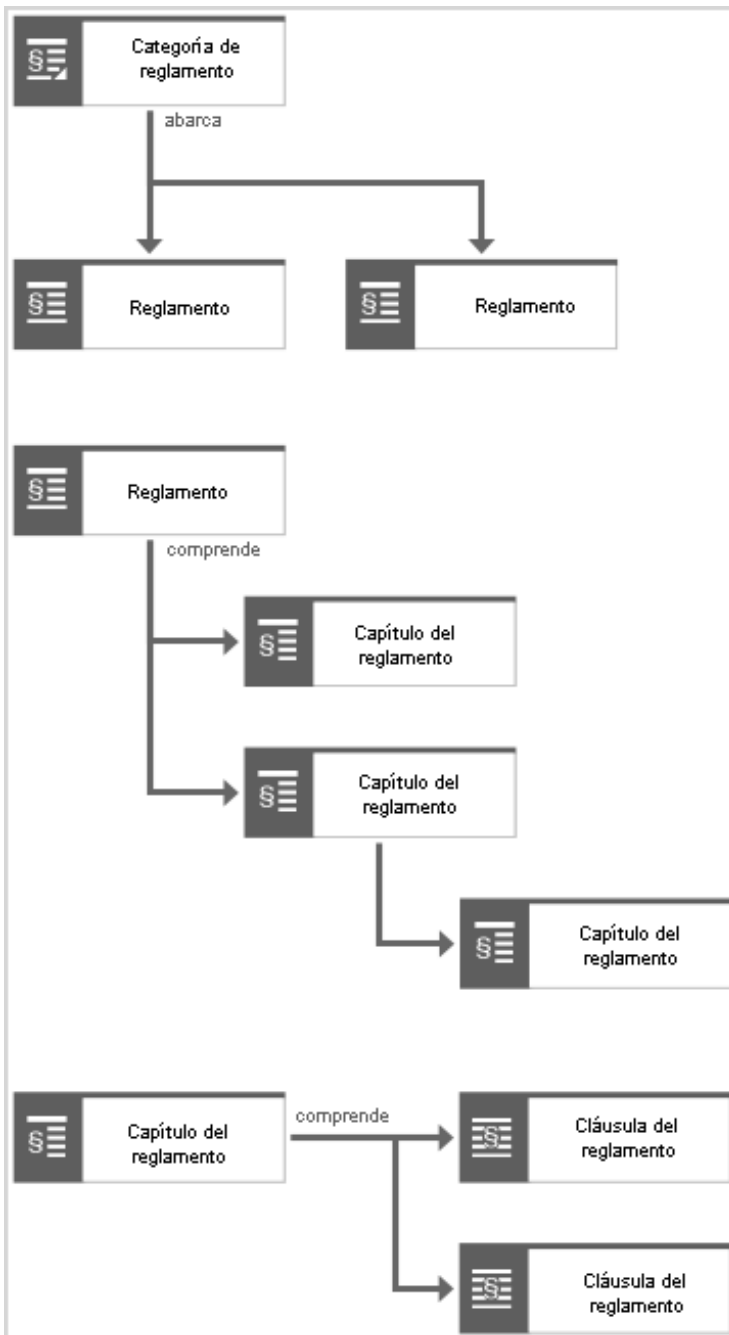 Categoría de
reglamento
abarca
Reglamento
Reglamento
Reglamento
comprende
Capítulo del
reglamento
Capítulo del
reglamento
Capítulo del
reglamento
Capítulo del
reglamento
comprende
Cláusula del
reglamento
Cláusula del
reglamento